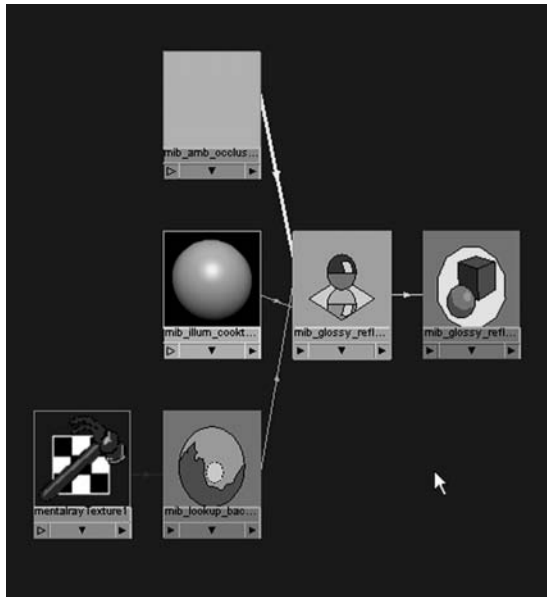 mib_amb_occlus...
mib_illum_cookt...
mib_glossy_refl...
mib_glossy_refl...
mentalrayTexture1
mib_lookup_bac...